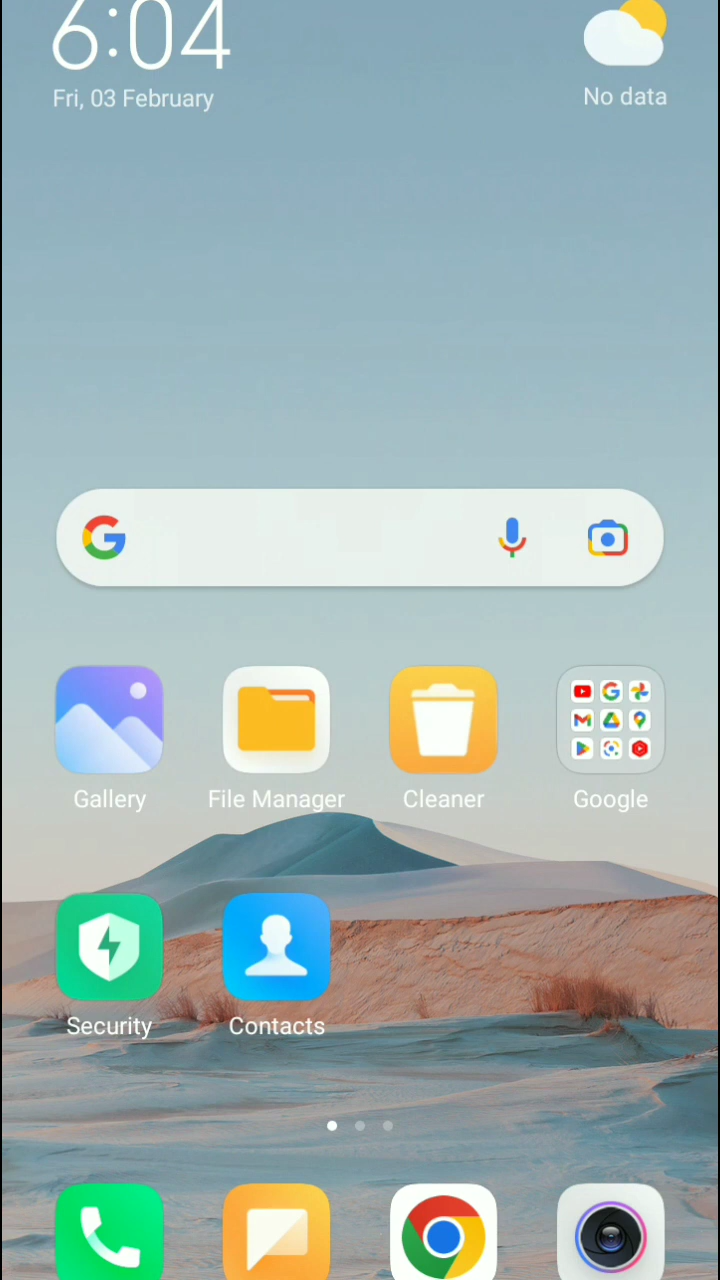 6:04
Fri, 03 February
No data
Gallery
File Manager
Cleaner
Google
Security
Contacts